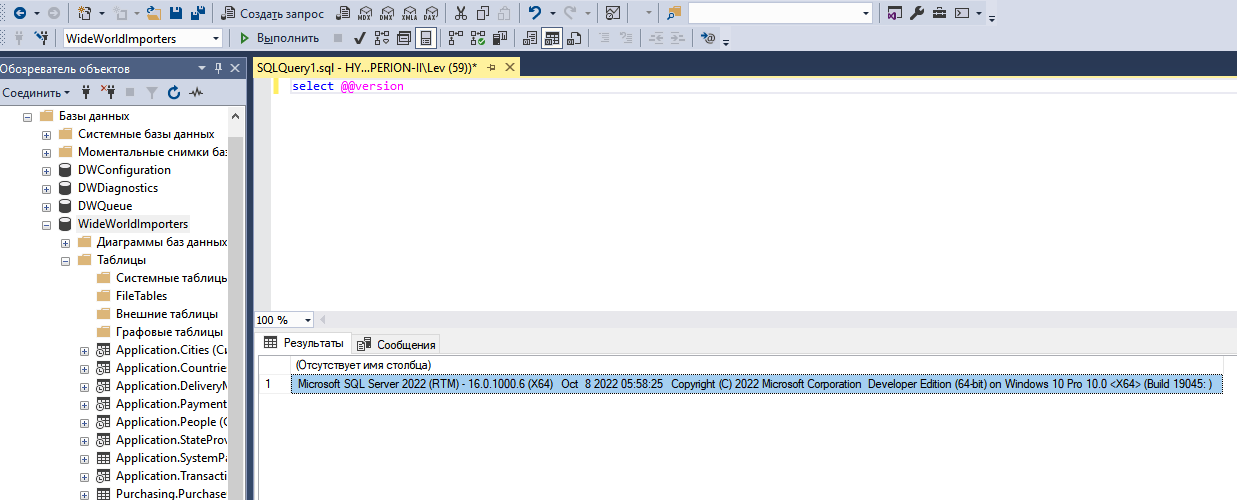 Создать запрос
MDX DMX XMLA DAX
WideWorldImporters
Выполнить
Обозреватель объектов
SQLQuery1.sql - HY...PERION-II\Lev (59))*
Соединить
select @@version
Базы данных
Системные базы данных
Моментальные снимки баз
DWConfiguration
DWDiagnostics
DWQueue
WideWorldImporters
Диаграммы баз данных
Таблицы
Системные таблицы
FileTables
Внешние таблицы
Графовые таблицы
Application.Cities (Си
Application.Countrie
Application.DeliveryM
Application.Payment
Application.People (С
Application.StateProv
Application.SystemPa
Application.Transacti
Purchasing.Purchase
100 %
Результаты
Сообщения
(Отсутствует имя столбца)
1 Microsoft SQL Server 2022 (RTM) - 16.0.1000.6 (X64) Oct 8 2022 05:58:25 Copyright (C) 2022 Microsoft Corporation Developer Edition (64-bit) on Windows 10 Pro 10.0 <X64> (Build 19045: )